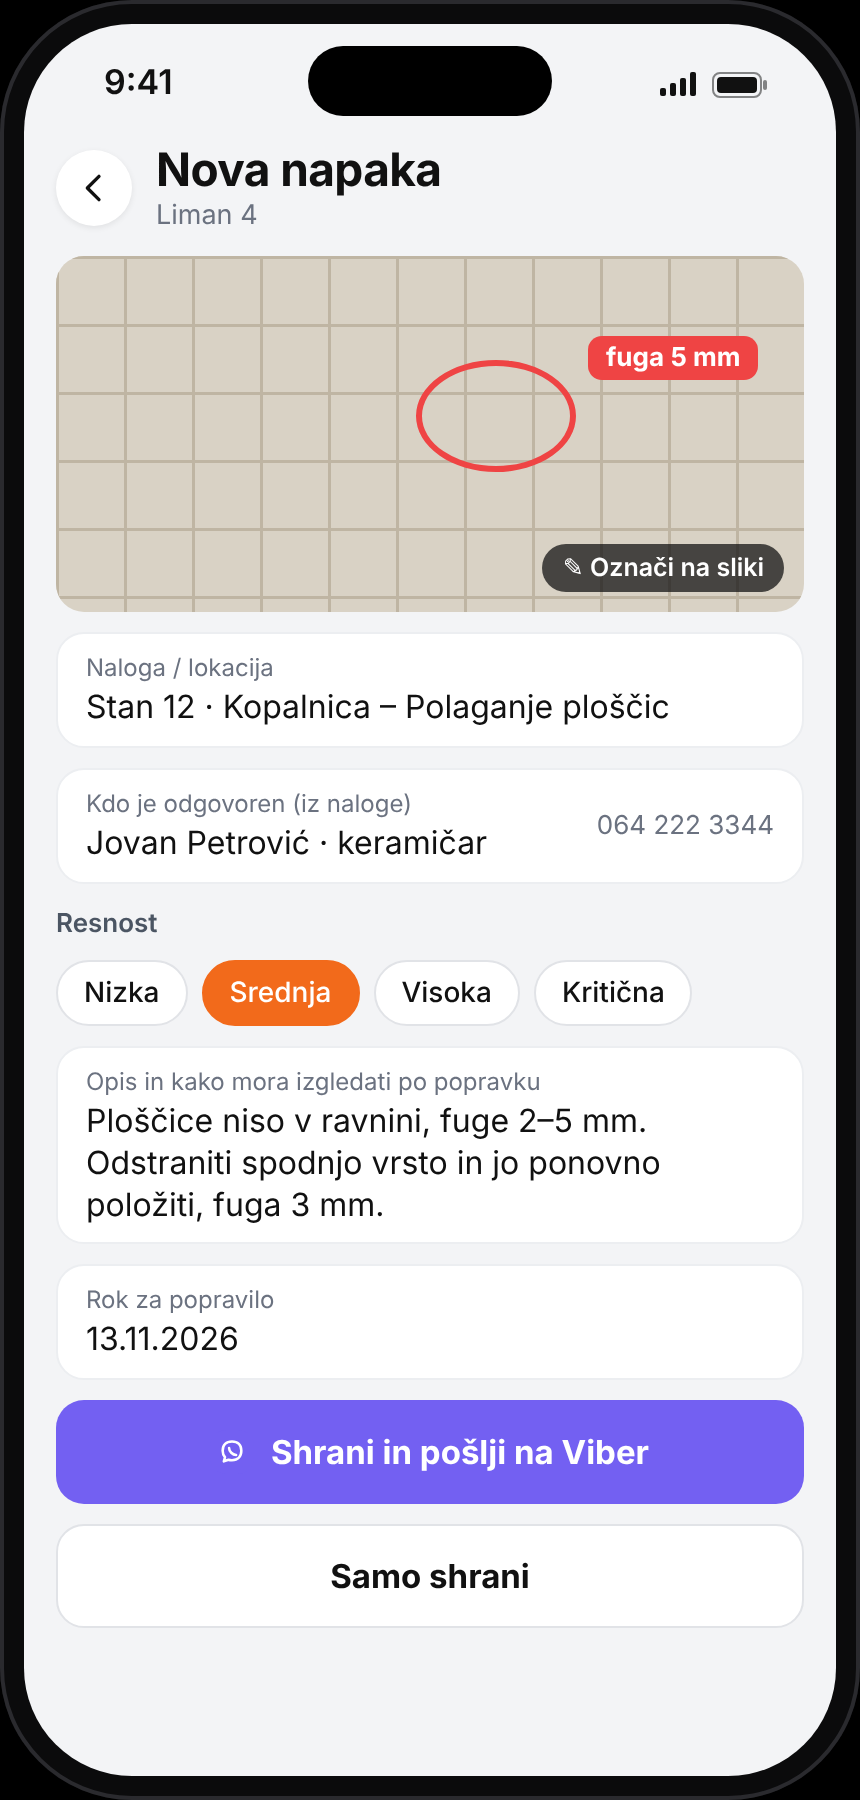 9:41
Nova napaka
Liman 4
fuga 5 mm
✎ Označi na sliki
Naloga / lokacija
Stan 12 · Kopalnica – Polaganje ploščic
Kdo je odgovoren (iz naloge)
Jovan Petrović · keramičar
064 222 3344
Resnost
Nizka
Srednja
Visoka
Kritična
Opis in kako mora izgledati po popravku
Ploščice niso v ravnini, fuge 2–5 mm.
Odstraniti spodnjo vrsto in jo ponovno
položiti, fuga 3 mm.
Rok za popravilo
13.11.2026
Shrani in pošlji na Viber
Samo shrani